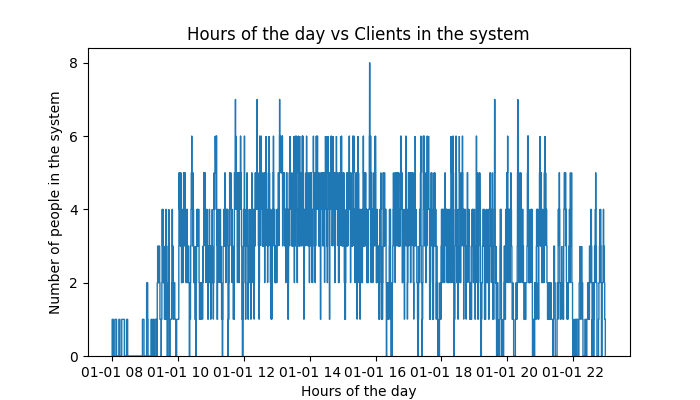 Hours of the day vs Clients in the system
8
6
4
2
0
Number of people in the system
01-01 08 01-01 10 01-01 12 01-01 14 01-01 16 01-01 18 01-01 20 01-01 22
Hours of the day